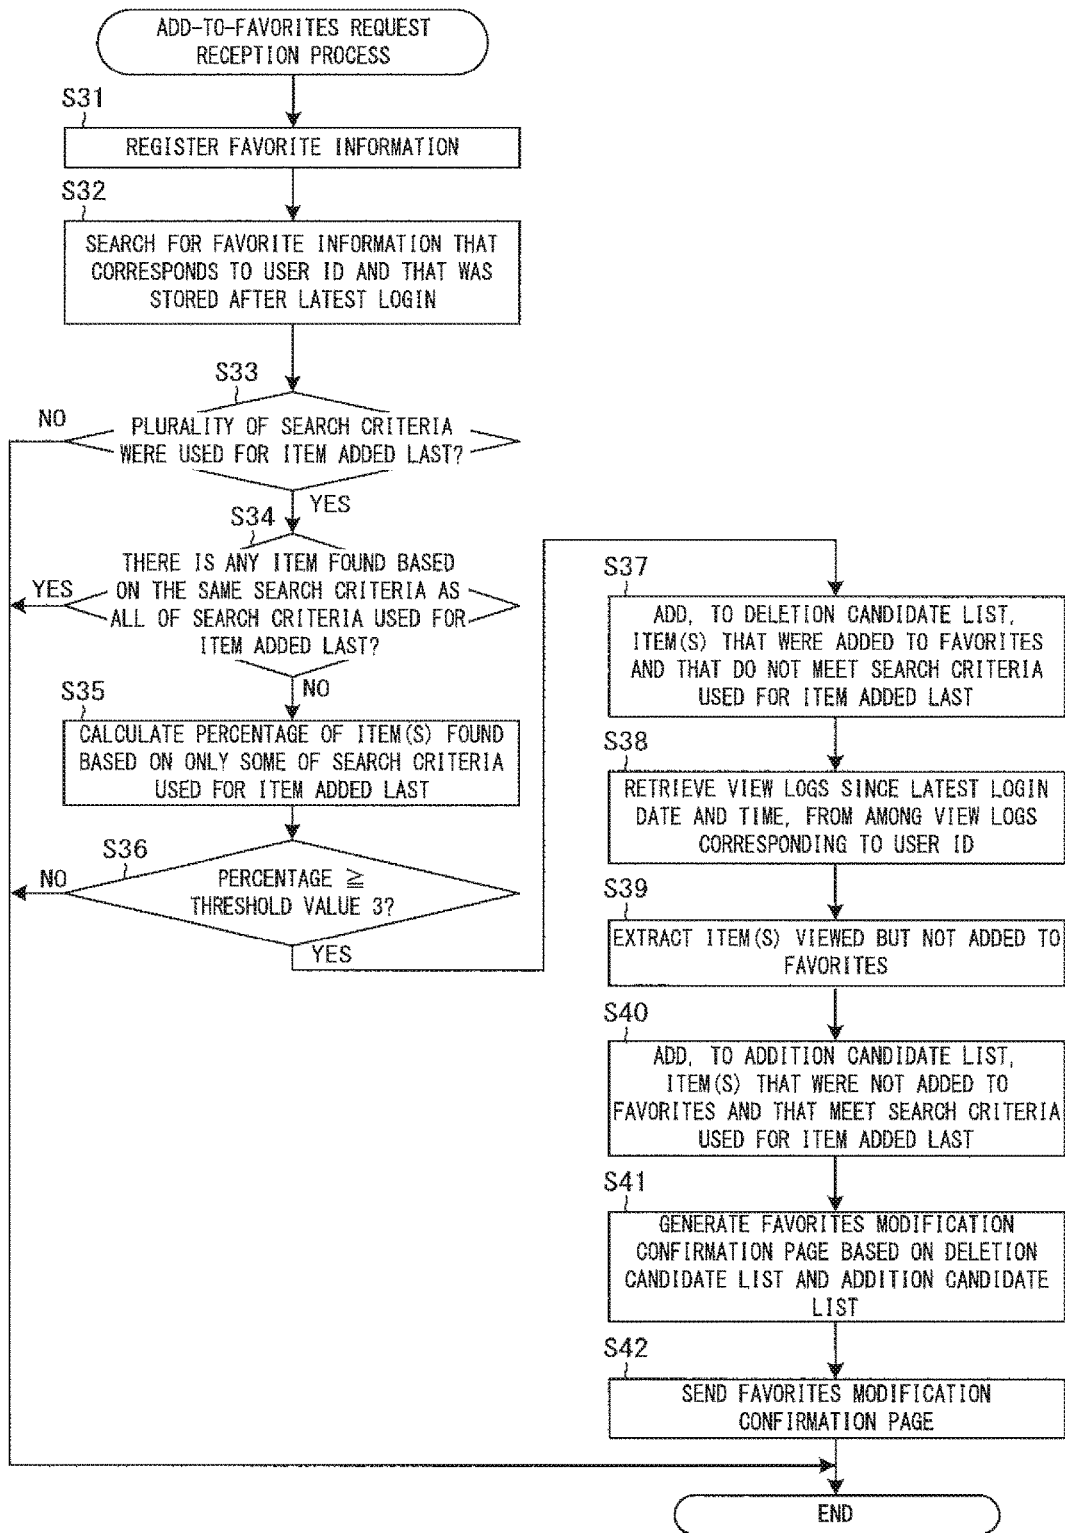 ADD-TO-FAVORITES REQUEST
RECEPTION PROCESS
S31
REGISTER FAVORITE INFORMATION
S32
SEARCH FOR FAVORITE INFORMATION THAT
CORRESPONDS TO USER ID AND THAT WAS
STORED AFTER LATEST LOGIN
S33
NO
PLURALITY OF SEARCH CRITERIA
WERE USED FOR ITEM ADDED LAST?
YES
S34
THERE IS ANY ITEM FOUND BASED
YES
ON THE SAME SEARCH CRITERIA AS
ALL OF SEARCH CRITERIA USED FOR
ITEM ADDED LAST?
NO
S35
CALCULATE PERCENTAGE OF ITEM(S) FOUND
BASED ON ONLY SOME OF SEARCH CRITERIA
USED FOR ITEM ADDED LAST
S36
NO
PERCENTAGE ≧
THRESHOLD VALUE 3?
YES
S37
ADD, TO DELETION CANDIDATE LIST,
ITEM(S) THAT WERE ADDED TO FAVORITES
AND THAT DO NOT MEET SEARCH CRITERIA
USED FOR ITEM ADDED LAST
S38
RETRIEVE VIEW LOGS SINCE LATEST LOGIN
DATE AND TIME, FROM AMONG VIEW LOGS
CORRESPONDING TO USER ID
S39
EXTRACT ITEM(S) VIEWED BUT NOT ADDED TO
FAVORITES
S40
ADD, TO ADDITION CANDIDATE LIST,
ITEM(S) THAT WERE NOT ADDED TO
FAVORITES AND THAT MEET SEARCH CRITERIA
USED FOR ITEM ADDED LAST
S41
GENERATE FAVORITES MODIFICATION
CONFIRMATION PAGE BASED ON DELETION
CANDIDATE LIST AND ADDITION CANDIDATE
LIST
S42
SEND FAVORITES MODIFICATION
CONFIRMATION PAGE
END